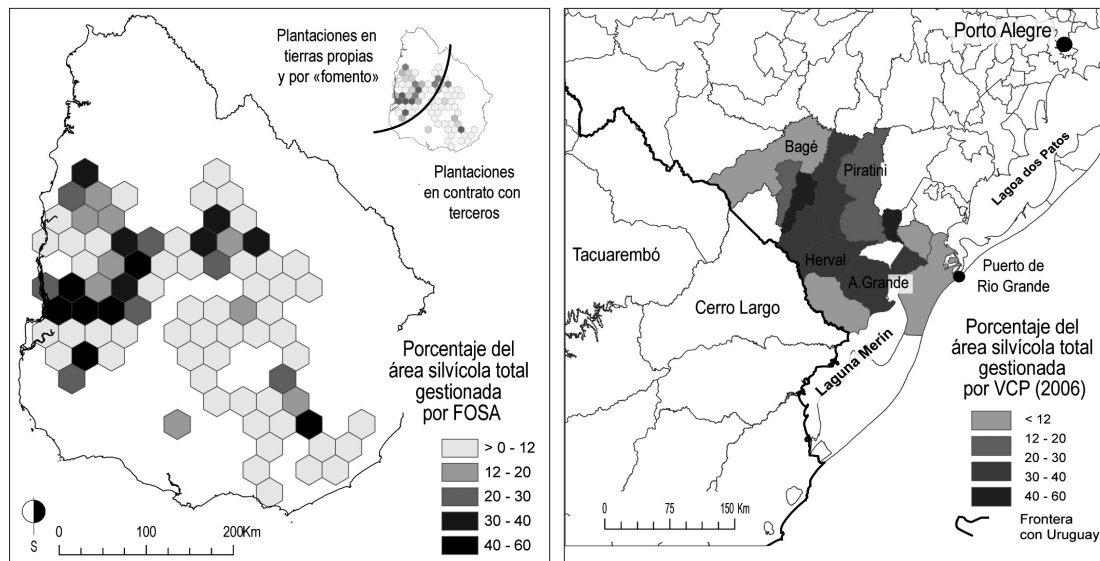 Plantaciones en
tierras propias
y por «fomento»
Plantaciones
en contrato con
terceros
Porcentaje del
área silvícola total
gestionada
por FOSA
> 0 - 12
12 - 20
20 - 30
30 - 40
40 - 60
S
0 100 200 Km
Porto Alegre
Bagé
Piratini
Lagoa dos Patos
Tacuarembó
Herval
A.Grande
Puerto de
Rio Grande
Cerro Largo
Laguna Merín
Porcentaje del
área silvícola total
gestionada
por VCP (2006)
< 12
12 - 20
20 - 30
30 - 40
40 - 60
0 75 150 Km
Frontera
con Uruguay